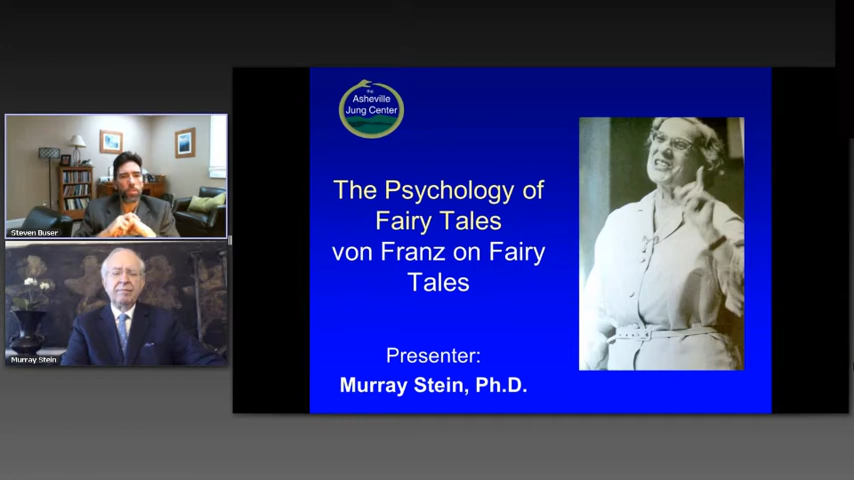 the
Asheville
Jung Center
The Psychology of
Fairy Tales
von Franz on Fairy
Tales
Presenter:
Murray Stein, Ph.D.
Steven Buser
Murray Stein